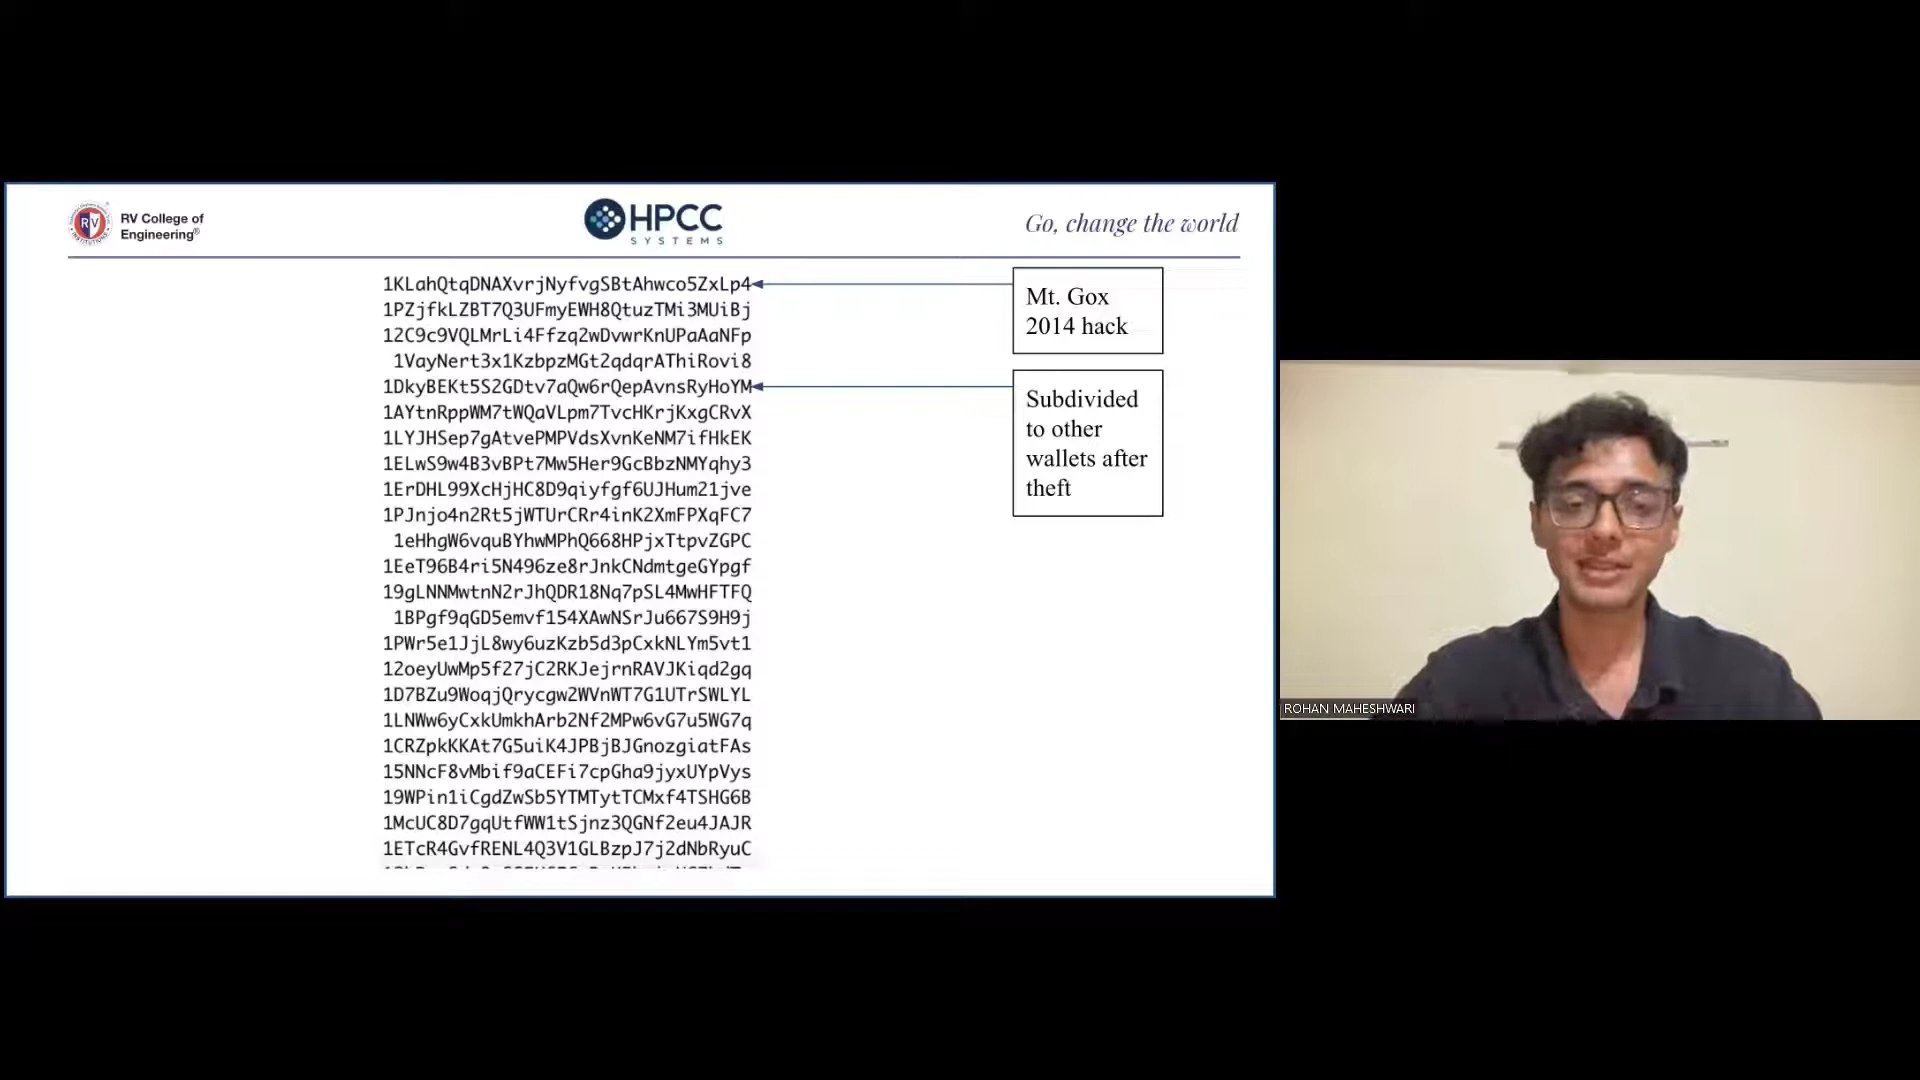 RV College of
Engineering®
HPCC
SYSTEMS
Go, change the world
1KLahQtqDNAXvrjNyfvgSBtAhwco5ZxLp4
1PZjfkLZBT7Q3UFmyEWH8QtuzTMi3MUiBj
12C9c9VQLMrLi4Ffzq2wDvwrKnUPaAaNFp
1VayNert3x1KzbpzMGt2qdqrAThiRovi8
1DkyBEKt5S2GDtv7aQw6rQepAvnsRyHoYM
1AYtnRppWM7tWQaVLpm7TvcHKrjKxgCRvX
1LYJHSep7gAtvePMPVdsXvnKeNM7ifHkEK
1ELwS9w4B3vBPt7Mw5Her9GcBbzNMYqhy3
1ErDHL99XcHjHC8D9qiyfgf6UJHum21jve
1PJnjo4n2Rt5jWTUrCRr4inK2XmFPXqFC7
1eHhgW6vquBYhwMPhQ668HPjxTtpvZGPC
1EeT96B4ri5N496ze8rJnkCNdmtgeGYpgf
19gLNNMwtnN2rJhQDR18Nq7pSL4MwHFTFQ
1BPgf9qGD5emvf154XAwNSrJu667S9H9j
1PWr5e1JjL8wy6uzKzb5d3pCxkNLYm5vt1
12oeyUwMp5f27jC2RKJejrnRAVJKiqd2gq
1D7BZu9WoqjQrycgw2WVnWT7G1UTrSWLYL
1LNWw6yCxkUmkhArb2Nf2MPw6vG7u5WG7q
1CRZpkKKAt7G5uiK4JPBjBJGnozgiatFAs
15NNcF8vMbif9aCEFi7cpGha9jyxUYpVys
19WPin1iCgdZwSb5YTMTytTCMxf4TSHG6B
1McUC8D7gqUtfWW1tSjnz3QGNf2eu4JAJR
1ETcR4GvfRENL4Q3V1GLBzpJ7j2dNbRyuC
Mt. Gox
2014 hack
Subdivided
to other
wallets after
theft
ROHAN MAHESHWARI